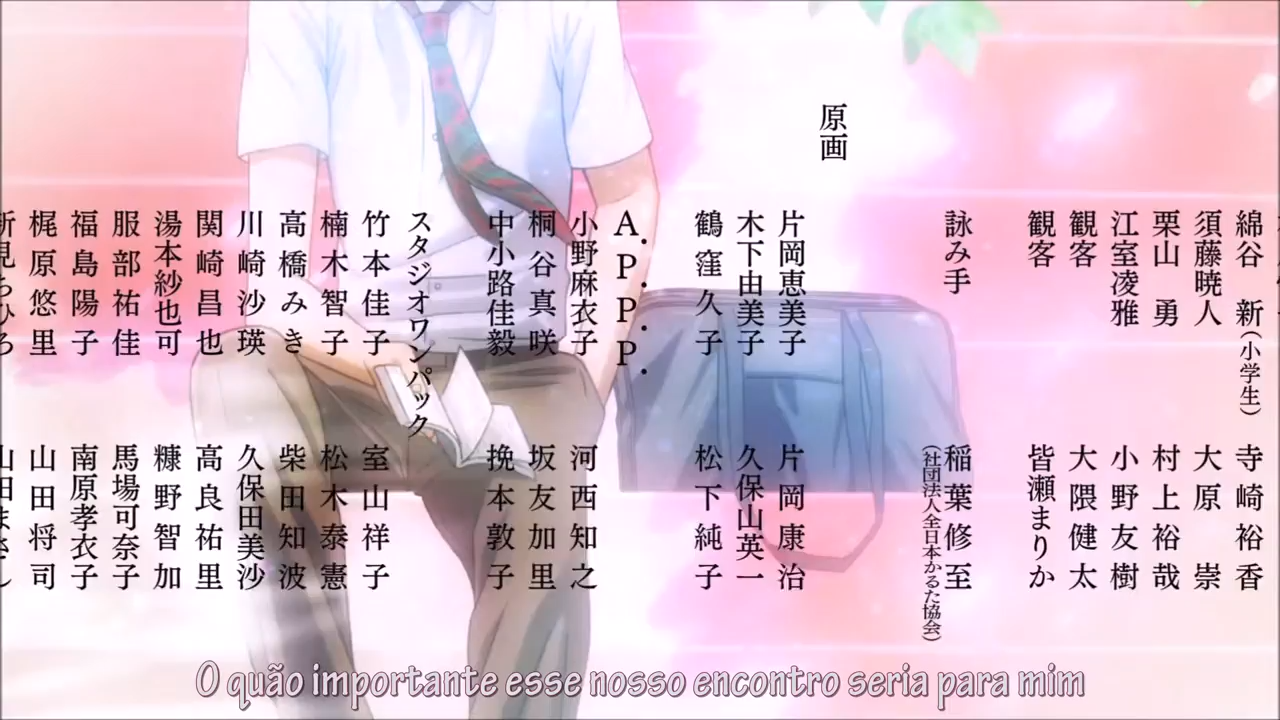 綿谷 新(小学生) 寺崎裕香
須藤暁人 大原 崇
栗山 勇 村上裕哉
江室凌雅 小野友樹
観客 大隈健太
観客 皆瀬まりか
詠み手 稲葉修至
(社団法人全日本かるた協会)
原画
片岡恵美子 片岡康治
木下由美子 久保山英一
鶴窪久子 松下純子
A.P.P.P.
小野麻衣子 河西知之
桐谷真咲 坂友加里
中小路佳毅 挽本敦子
スタジオワンパック
竹本佳子 室山祥子
楠木智子 松木泰憲
高橋みき 柴田知波
川崎沙瑛 久保田美沙
関崎昌也 高良祐里
湯本紗也可 糠野智加
服部祐佳 馬場可奈子
福島陽子 南原孝衣子
梶原悠里 山田将司
O quão importante esse nosso encontro seria para mim